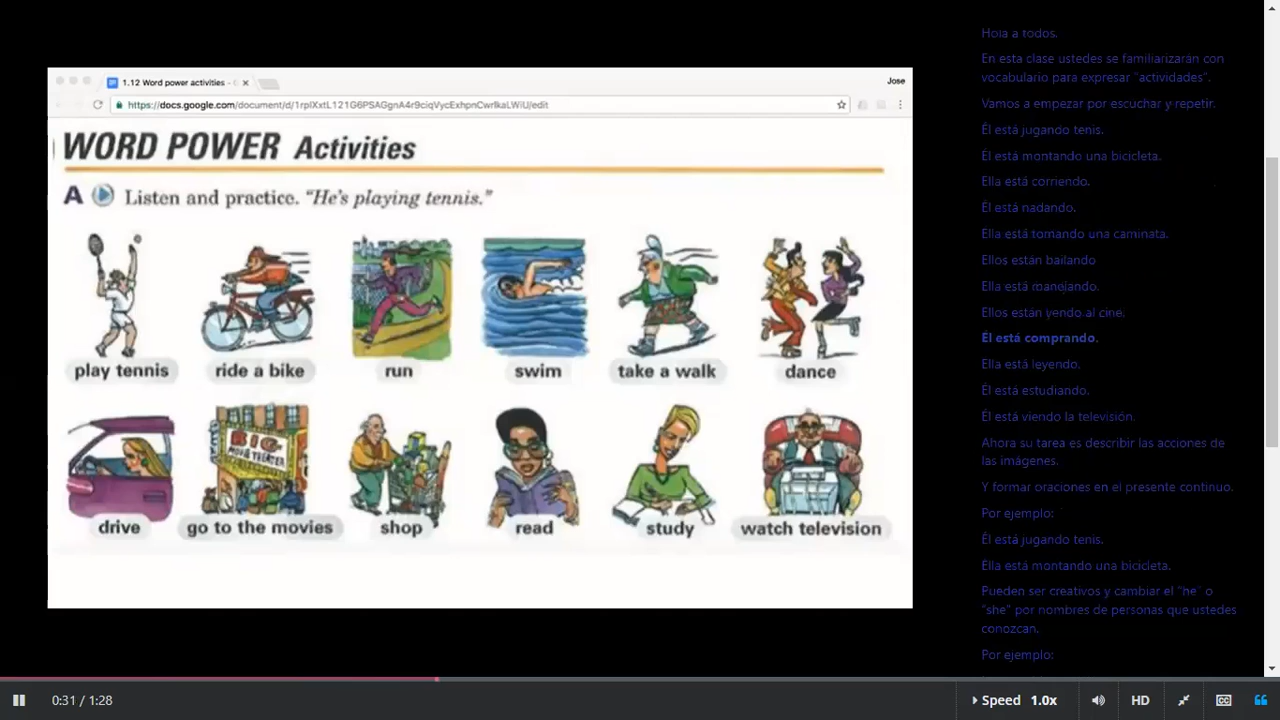 1.12 Word power activities -
Jose
https://docs.google.com/document/d/1rpIXxtL121G6PSAGgnA4r9ciqVycExhpnCwrlkaLWiU/edit
WORD POWER Activities
A Listen and practice. "He's playing tennis."
play tennis
ride a bike
run
swim
take a walk
dance
BIG
MOVIE THEATER
drive
go to the movies
shop
read
study
watch television
Hola a todos.
En esta clase ustedes se familiarizarán con
vocabulario para expresar "actividades".
Vamos a empezar por escuchar y repetir.
Él está jugando tenis.
Él está montando una bicicleta.
Ella está corriendo.
Él está nadando.
Ella está tomando una caminata.
Ellos están bailando
Ella está manejando.
Ellos están yendo al cine.
Él está comprando.
Ella está leyendo.
Él está estudiando.
Él está viendo la televisión.
Ahora su tarea es describir las acciones de
las imágenes.
Y formar oraciones en el presente continuo.
Por ejemplo:
Él está jugando tenis.
Ella está montando una bicicleta.
Pueden ser creativos y cambiar el "he" o
"she" por nombres de personas que ustedes
conozcan.
Por ejemplo:
0:31 / 1:28
Speed 1.0x
HD
CC